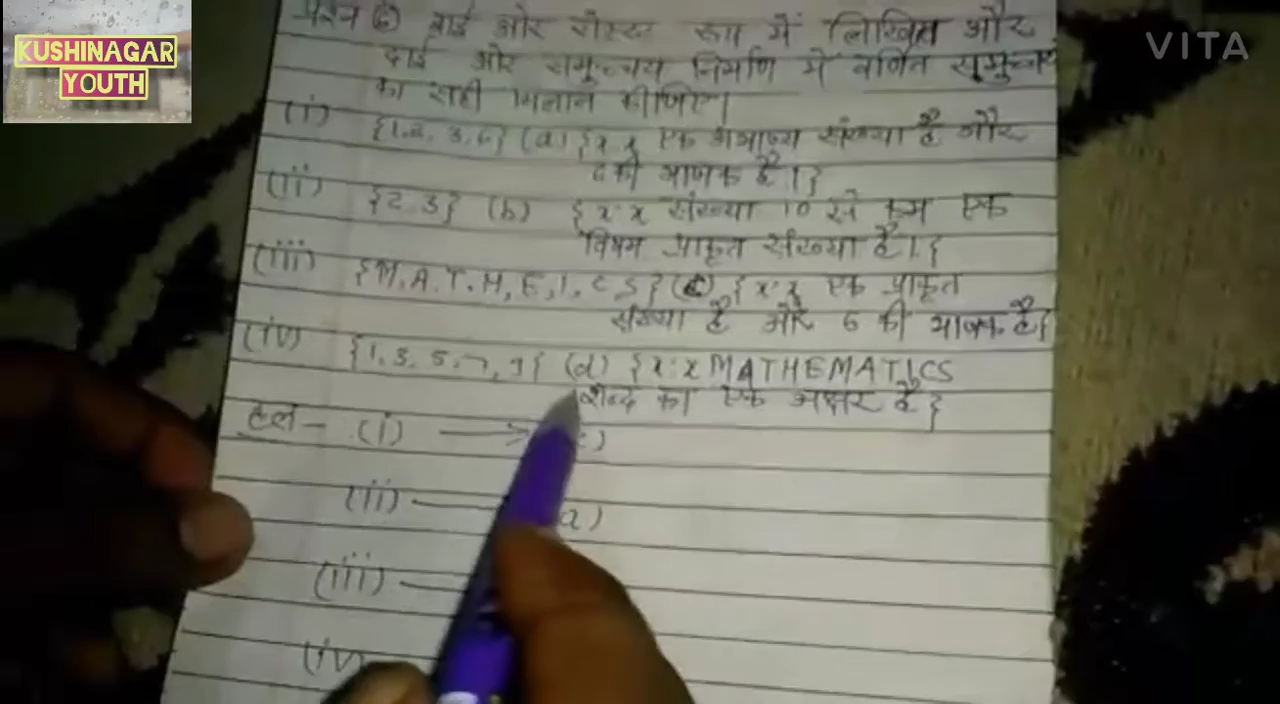 KUSHINAGAR
YOUTH
VITA
प्रश्न ⑥ बाई ओर रोस्टर रूप में लिखित और
दाई ओर समुच्चय निर्माण में वर्णित समुच्चय
का सही मिलान कीजिए।
(i) {1,2,3,6} (a) {x:x एक अभाज्य संख्या है और
6 की भाजक है।}
(ii) {2,3} (b) {x:x संख्या 10 से कम एक
विषम प्राकृत संख्या है।}
(iii) {M,A,T,H,E,I,C,S} (c) {x:x एक प्राकृत
संख्या है और 6 की भाजक है}
(iv) {1,3,5,7,9} (d) {x:x MATHEMATICS
शब्द का एक अक्षर है}
हल– (i) → c)
(ii) a)
(iii)
(iv)